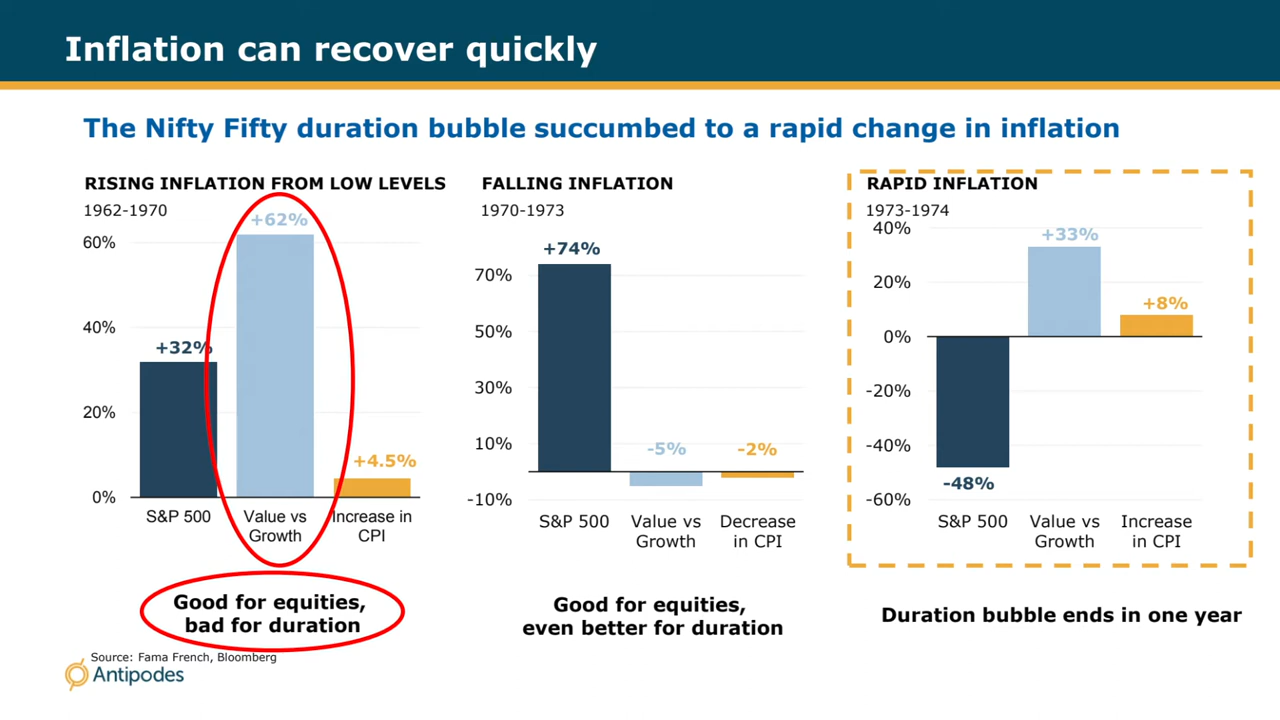 Inflation can recover quickly
The Nifty Fifty duration bubble succumbed to a rapid change in inflation
RISING INFLATION FROM LOW LEVELS
1962-1970
+62%
60%
40%
+32%
20%
+4.5%
0%
S&P 500
Value vs
Growth
Increase in
CPI
Good for equities,
bad for duration
FALLING INFLATION
1970-1973
+74%
70%
50%
30%
10%
-5%
-2%
-10%
S&P 500
Value vs
Growth
Decrease
in CPI
Good for equities,
even better for duration
RAPID INFLATION
1973-1974
40%
+33%
20%
+8%
0%
-20%
-40%
-48%
-60%
S&P 500
Value vs
Growth
Increase
in CPI
Duration bubble ends in one year
Source: Fama French, Bloomberg
Antipodes